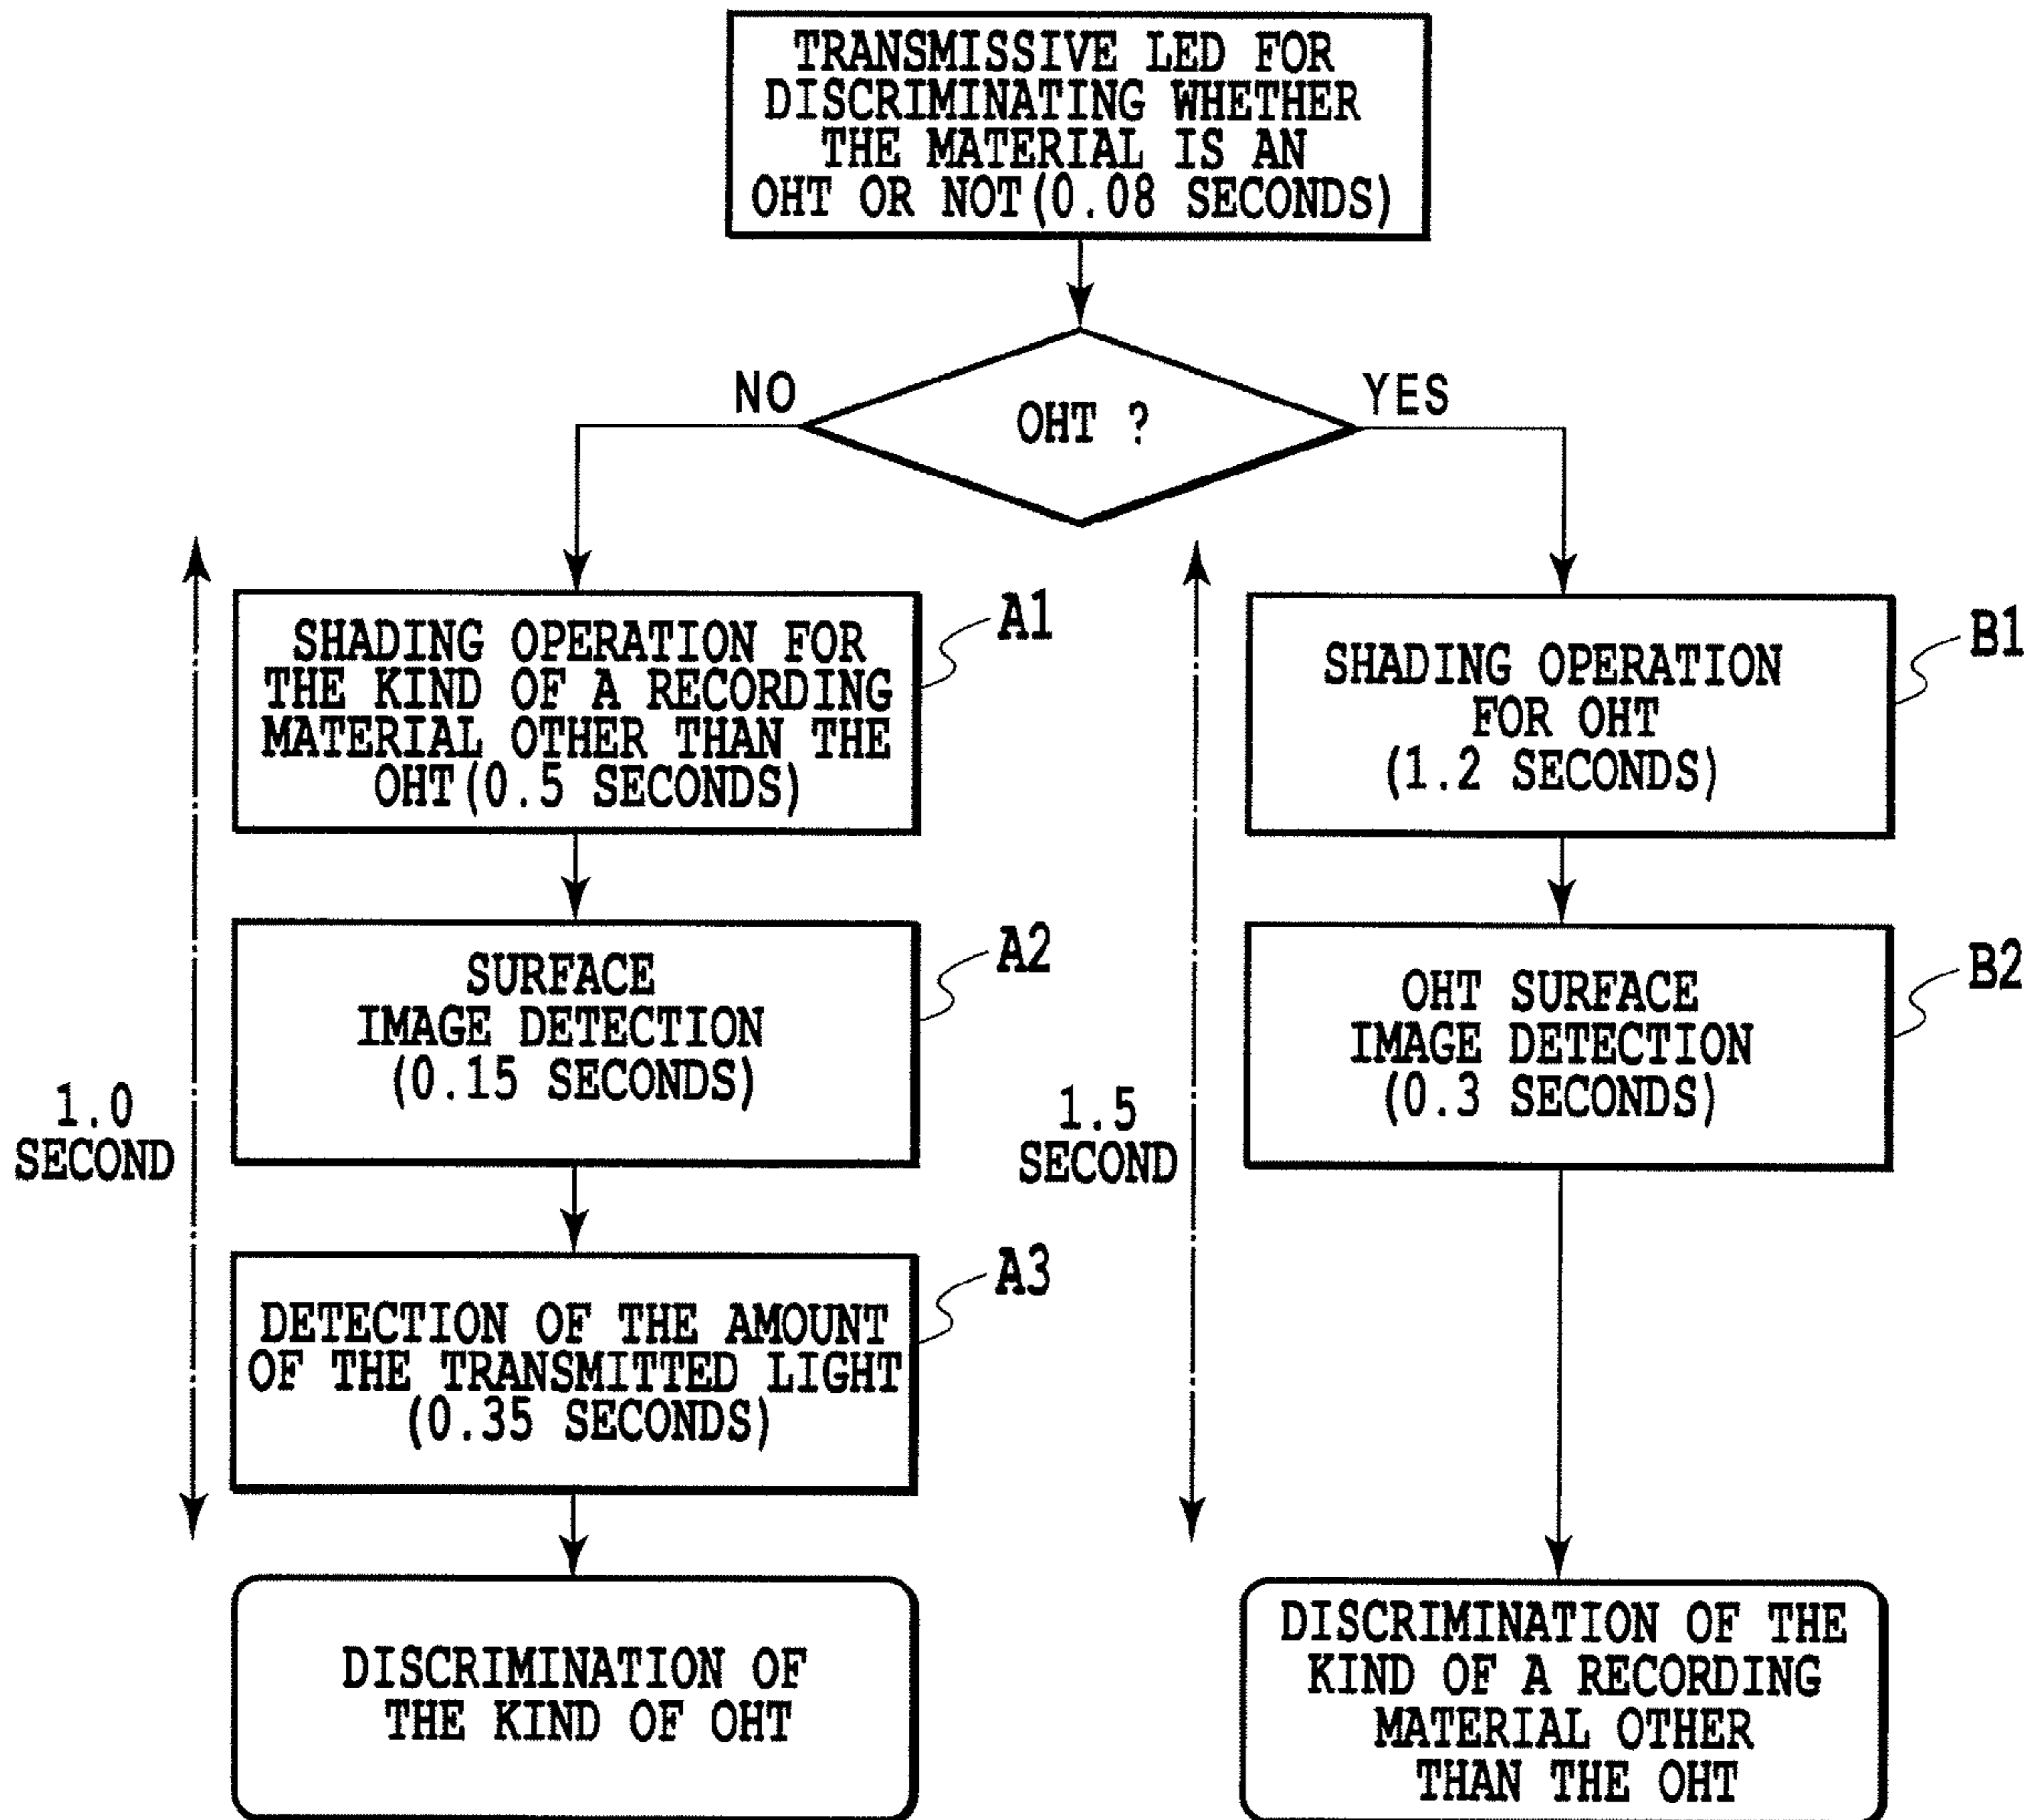 TRANSMISSIVE LED FOR
DISCRIMINATING WHETHER
THE MATERIAL IS AN
OHT OR NOT(0.08 SECONDS)
OHT ?
NO
YES
SHADING OPERATION FOR
THE KIND OF A RECORDING
MATERIAL OTHER THAN THE
OHT(0.5 SECONDS)
A1
SURFACE
IMAGE DETECTION
(0.15 SECONDS)
A2
DETECTION OF THE AMOUNT
OF THE TRANSMITTED LIGHT
(0.35 SECONDS)
A3
1.0
SECOND
DISCRIMINATION OF
THE KIND OF OHT
SHADING OPERATION
FOR OHT
(1.2 SECONDS)
B1
OHT SURFACE
IMAGE DETECTION
(0.3 SECONDS)
B2
1.5
SECOND
DISCRIMINATION OF THE
KIND OF A RECORDING
MATERIAL OTHER
THAN THE OHT